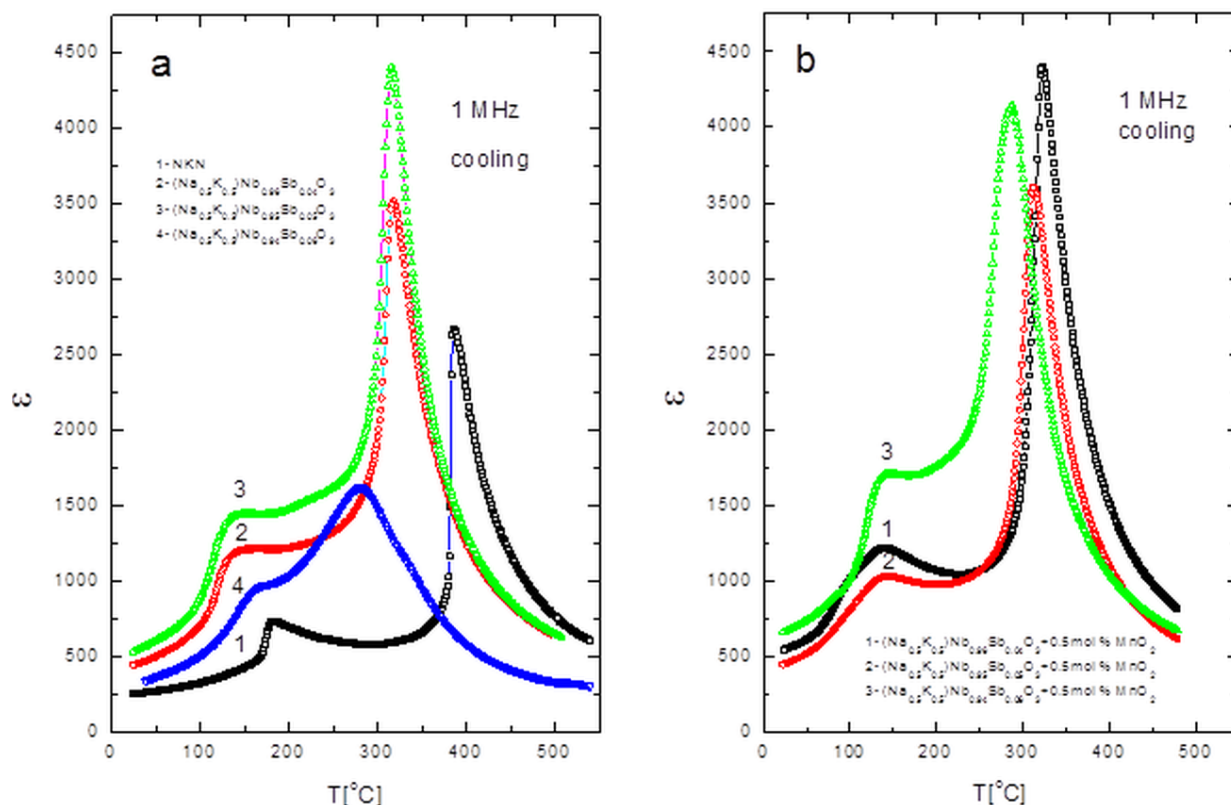 a
1 MHz
cooling
1-NKN
2-(Na0.5K0.5)Nb0.96Sb0.04O3
3-(Na0.5K0.5)Nb0.95Sb0.05O3
4-(Na0.5K0.5)Nb0.94Sb0.06O3
4500
4000
3500
3000
2500
2000
1500
1000
500
0
ε
3
2
4
1
0 100 200 300 400 500
T[°C]
b
1 MHz
cooling
4500
4000
3500
3000
2500
2000
1500
1000
500
0
ε
3
1
2
1-(Na0.5K0.5)Nb0.96Sb0.04O3+0.5mol% MnO2
2-(Na0.5K0.5)Nb0.95Sb0.05O3+0.5mol% MnO2
3-(Na0.5K0.5)Nb0.94Sb0.06O3+0.5mol% MnO2
0 100 200 300 400 500
T[°C]